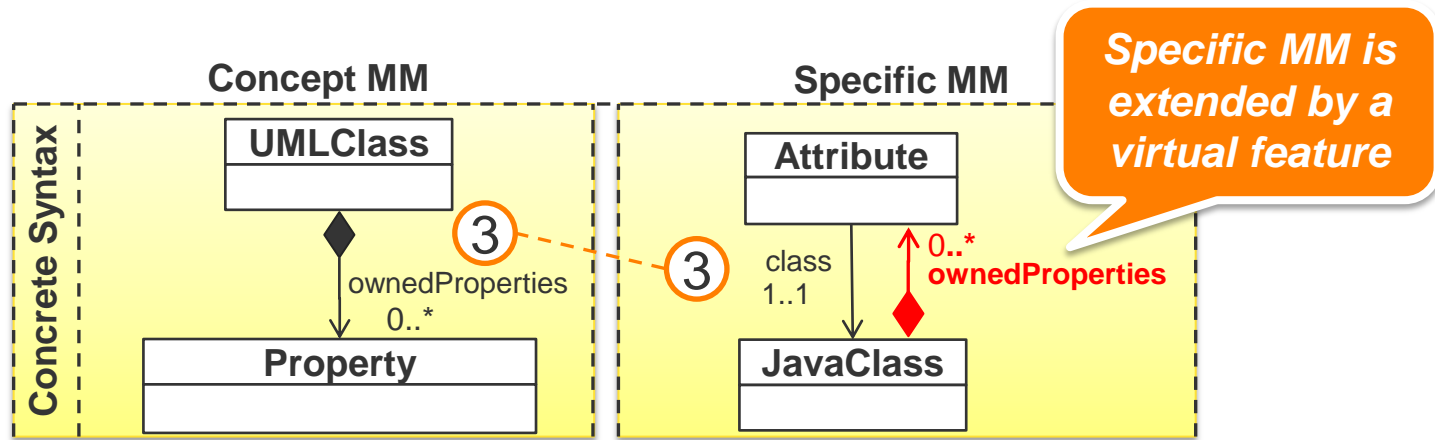 Concept MM
Specific MM
Specific MM is
extended by a
virtual feature
Concrete Syntax
UMLClass
3
ownedProperties
0..*
Property
Attribute
3
class
1..1
0..*
ownedProperties
JavaClass